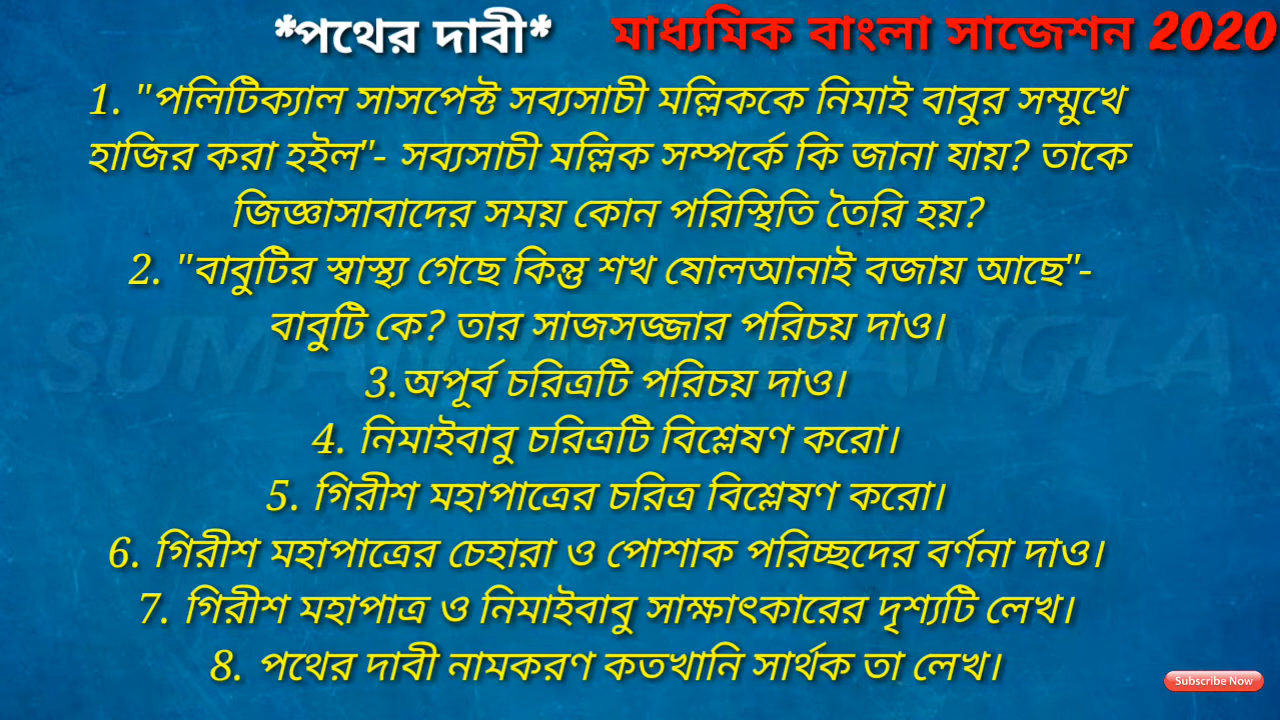 *পথের দাবী* মাধ্যমিক বাংলা সাজেশন 2020
1. "পলিটিক্যাল সাসপেক্ট সব্যসাচী মল্লিককে নিমাই বাবুর সম্মুখে
হাজির করা হইল"- সব্যসাচী মল্লিক সম্পর্কে কি জানা যায়? তাকে
জিজ্ঞাসাবাদের সময় কোন পরিস্থিতি তৈরি হয়?
2. "বাবুটির স্বাস্থ্য গেছে কিন্তু শখ ষোলআনাই বজায় আছে"-
বাবুটি কে? তার সাজসজ্জার পরিচয় দাও।
3.অপূর্ব চরিত্রটি পরিচয় দাও।
4. নিমাইবাবু চরিত্রটি বিশ্লেষণ করো।
5. গিরীশ মহাপাত্রের চরিত্র বিশ্লেষণ করো।
6. গিরীশ মহাপাত্রের চেহারা ও পোশাক পরিচ্ছদের বর্ণনা দাও।
7. গিরীশ মহাপাত্র ও নিমাইবাবু সাক্ষাৎকারের দৃশ্যটি লেখ।
8. পথের দাবী নামকরণ কতখানি সার্থক তা লেখ।
Subscribe Now